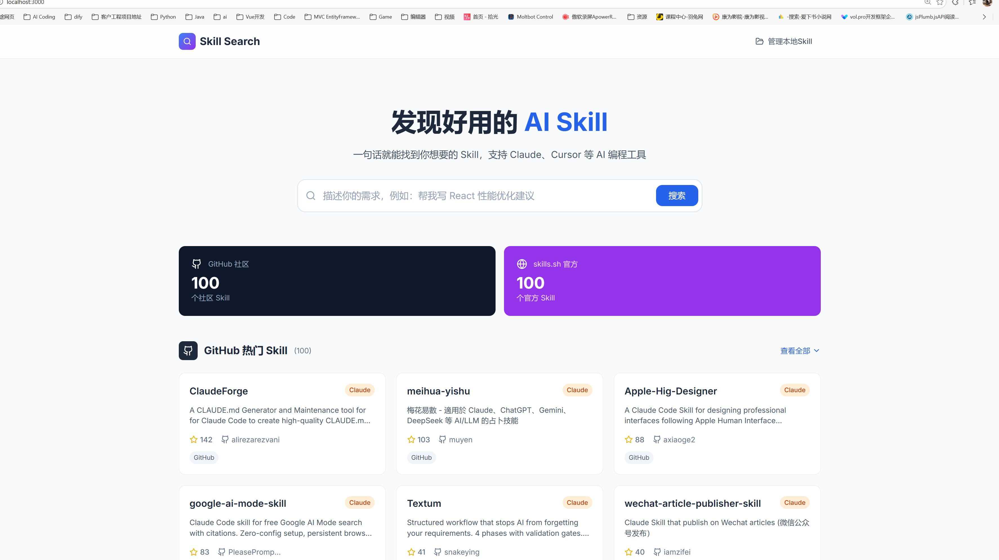 localhost:3000
途网页 AI Coding dify 客户工程项目地址 Python Java ai Vue开发 Code MVC EntityFramew... Game 编辑器 视频 首页 - 拾光 Moltbot Control 傲软录屏ApowerR... 资源 课程中心-羽兔网 康为影院-康为影视... -搜索-爱下书小说网 vol.pro开发框架企... jsPlumb.jsAPI阅读...
Skill Search
管理本地Skill
发现好用的 AI Skill
一句话就能找到你想要的 Skill，支持 Claude、Cursor 等 AI 编程工具
描述你的需求，例如：帮我写 React 性能优化建议
搜索
GitHub 社区
100
个社区 Skill
skills.sh 官方
100
个官方 Skill
GitHub 热门 Skill (100)
查看全部
ClaudeForge
Claude
A CLAUDE.md Generator and Maintenance tool for
for Claude Code to create high-quality CLAUDE.m...
142 alirezarezvani
GitHub
meihua-yishu
Claude
梅花易數 - 適用於 Claude、ChatGPT、Gemini、
DeepSeek 等 AI/LLM 的占卜技能
103 muyen
GitHub
Apple-Hig-Designer
Claude
A Claude Code Skill for designing professional
interfaces following Apple Human Interface...
88 axiaoge2
GitHub
google-ai-mode-skill
Claude
Claude Code skill for free Google AI Mode search
with citations. Zero-config setup, persistent brows...
83 PleasePromp...
Textum
Claude
Structured workflow that stops AI from forgetting
your requirements. 4 phases with validation gates....
41 snakeying
wechat-article-publisher-skill
Claude
Claude Skill that publish on Wechat articles (微信公众
号发布)
40 iamzifei